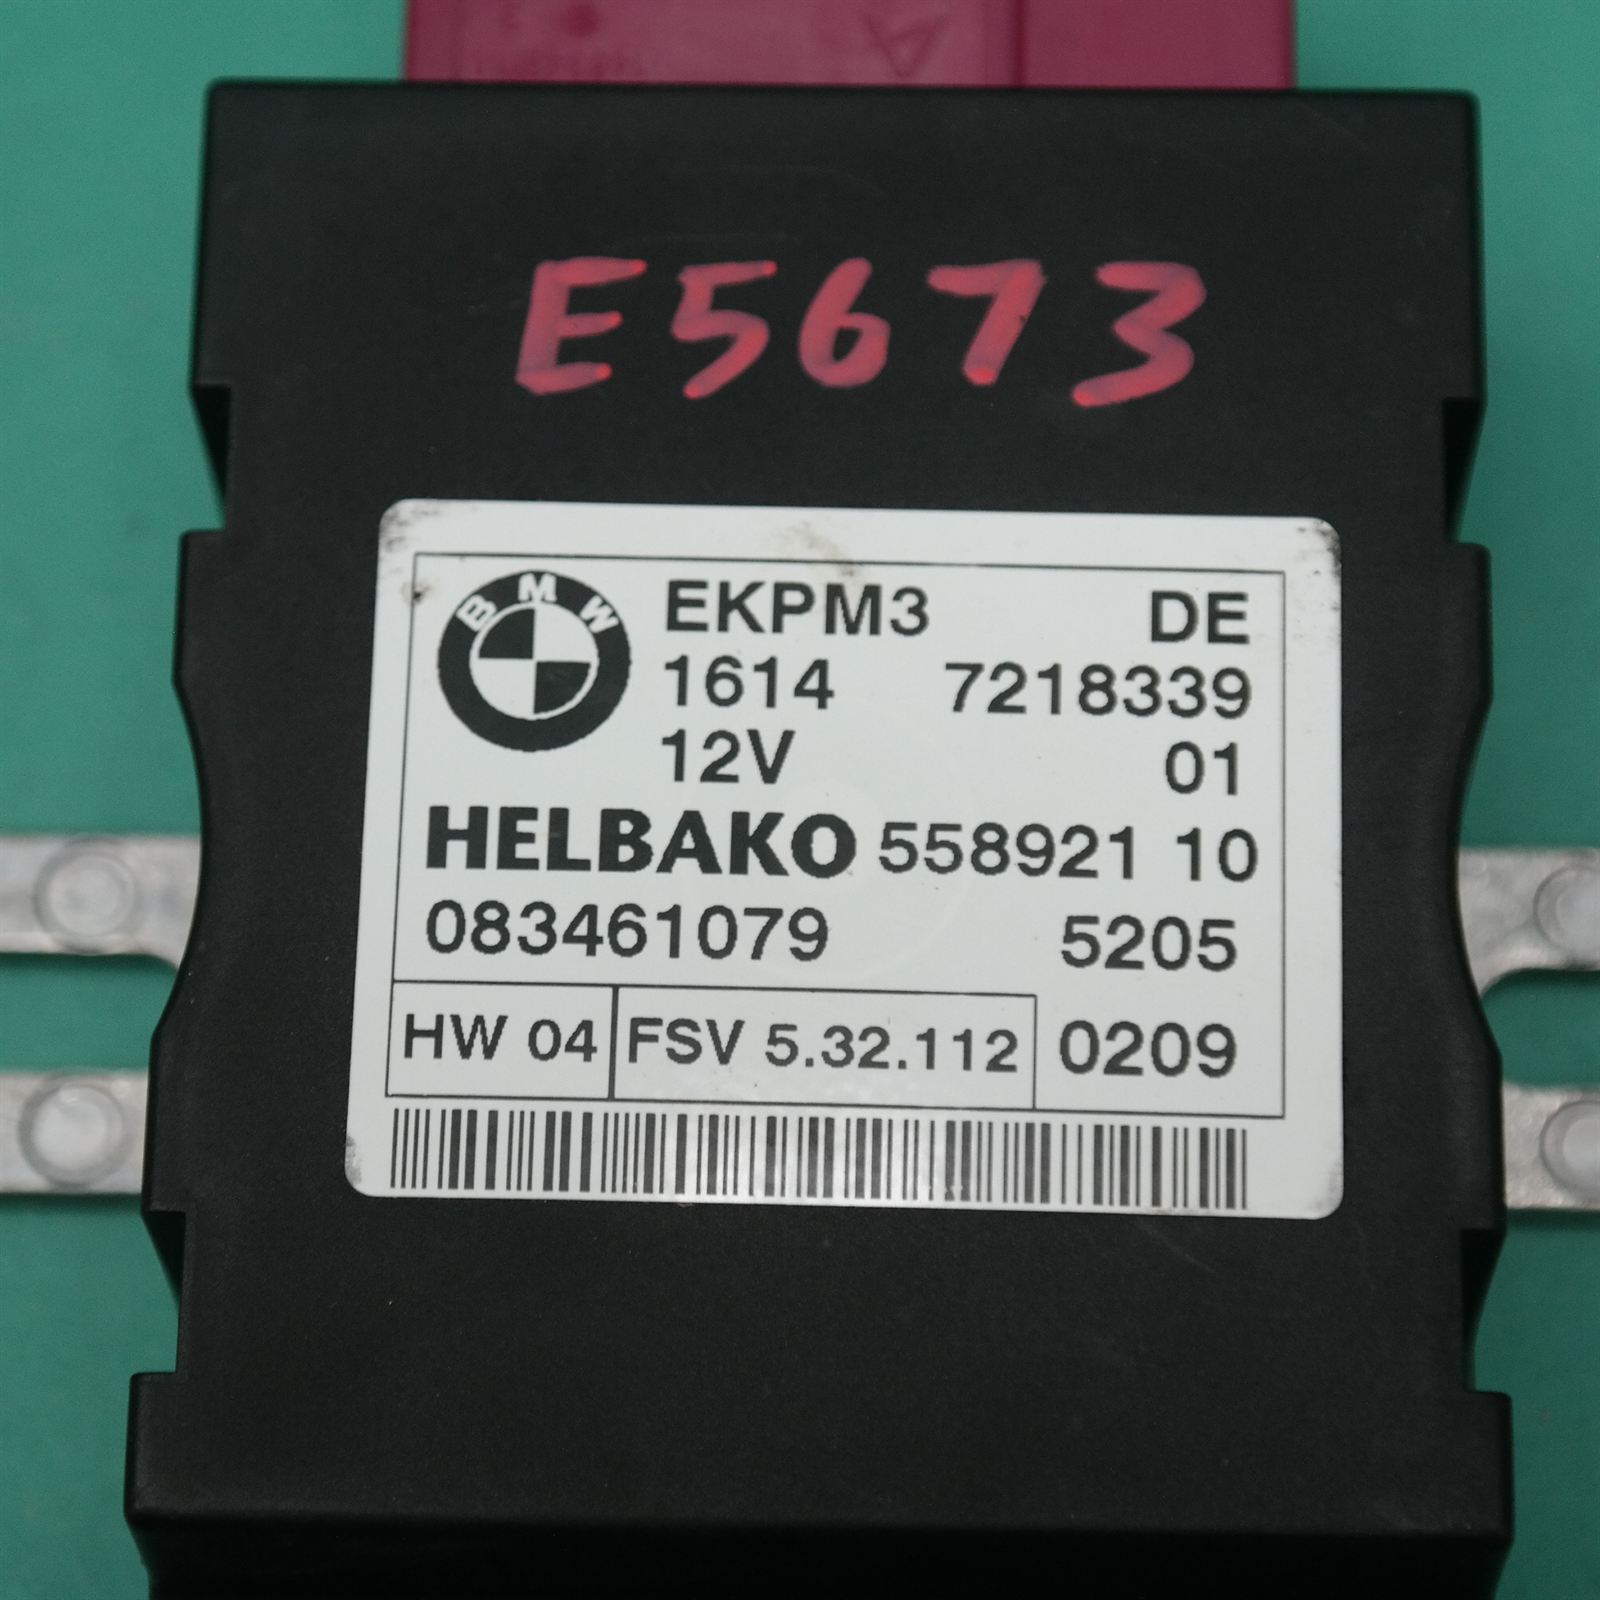 E5673
BMW EKPM3 DE
1614 7218339
12V 01
HELBAKO 558921 10
083461079 5205
HW 04 FSV 5.32.112 0209